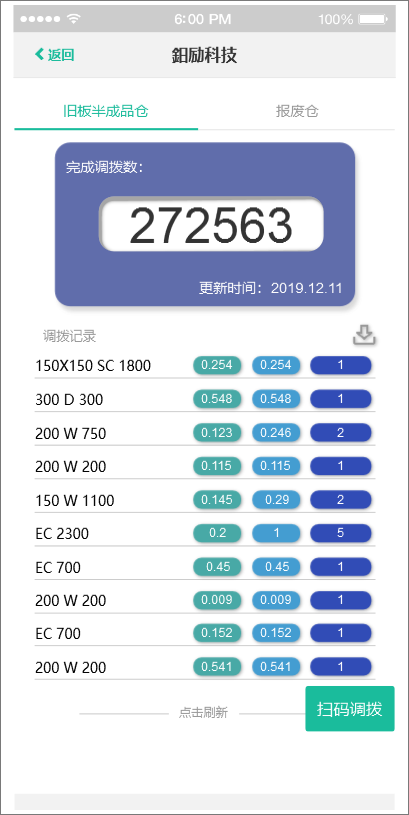 6:00 PM 100%
返回 鈤励科技
旧板半成品仓 报废仓
完成调拨数：
272563
更新时间：2019.12.11
调拨记录
150X150 SC 1800 0.254 0.254 1
300 D 300 0.548 0.548 1
200 W 750 0.123 0.246 2
200 W 200 0.115 0.115 1
150 W 1100 0.145 0.29 2
EC 2300 0.2 1 5
EC 700 0.45 0.45 1
200 W 200 0.009 0.009 1
EC 700 0.152 0.152 1
200 W 200 0.541 0.541 1
点击刷新 扫码调拨